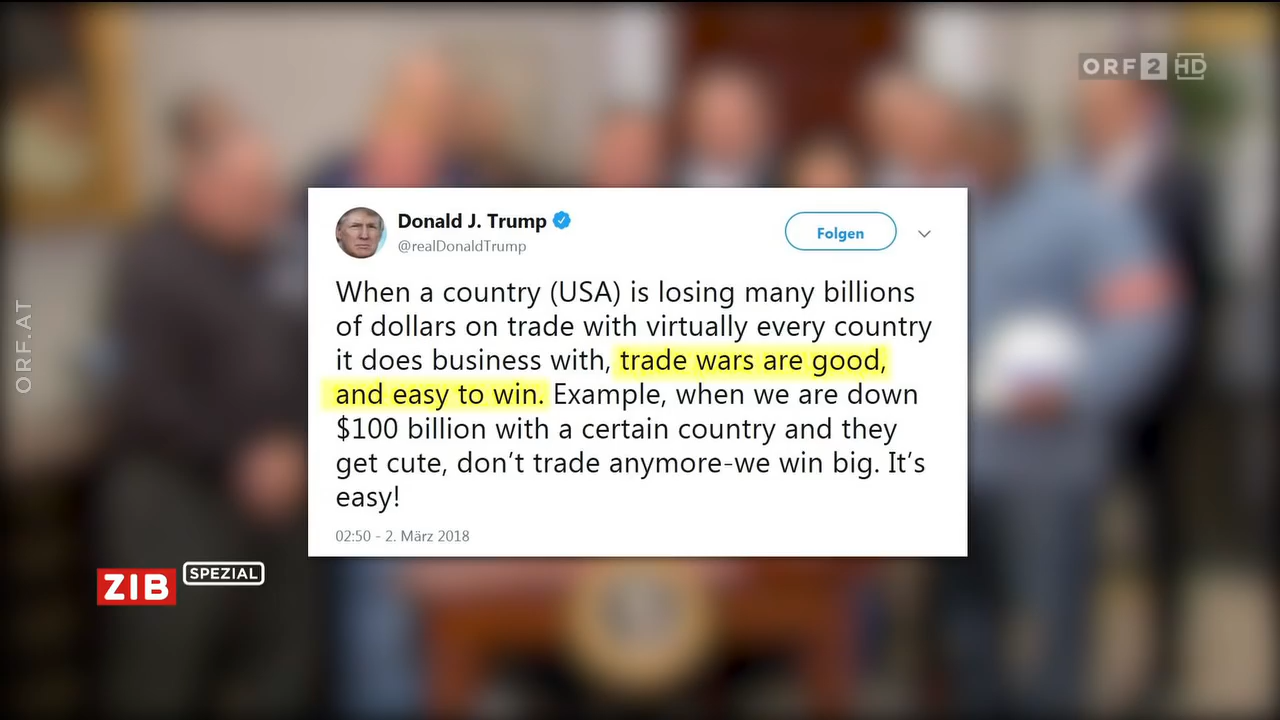 ORF 2 HD
Donald J. Trump
@realDonaldTrump
Folgen
When a country (USA) is losing many billions
of dollars on trade with virtually every country
it does business with, trade wars are good,
and easy to win. Example, when we are down
$100 billion with a certain country and they
get cute, don’t trade anymore-we win big. It’s
easy!
02:50 - 2. März 2018
ORF.AT
ZIB SPEZIAL